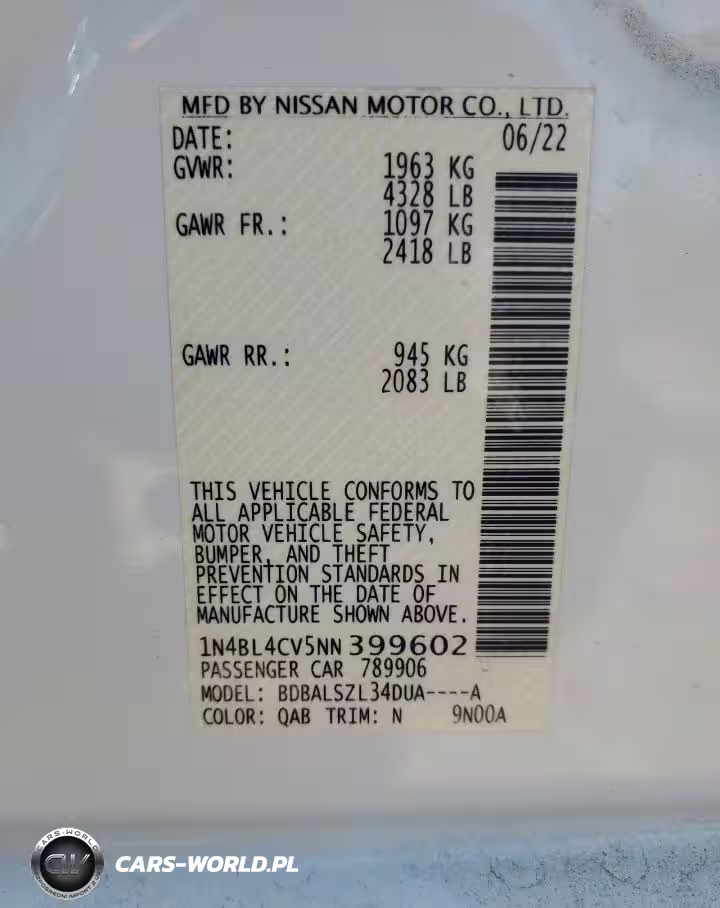 MFD BY NISSAN MOTOR CO., LTD.
DATE: 06/22
GVWR: 1963 KG
4328 LB
GAWR FR.: 1097 KG
2418 LB
GAWR RR.: 945 KG
2083 LB
THIS VEHICLE CONFORMS TO
ALL APPLICABLE FEDERAL
MOTOR VEHICLE SAFETY,
BUMPER, AND THEFT
PREVENTION STANDARDS IN
EFFECT ON THE DATE OF
MANUFACTURE SHOWN ABOVE.
1N4BL4CV5NN399602
PASSENGER CAR 789906
MODEL: BDBALSZL34DUA----A
COLOR: QAB TRIM: N 9N00A
CARS-WORLD
CW
CARS-WORLD.PL